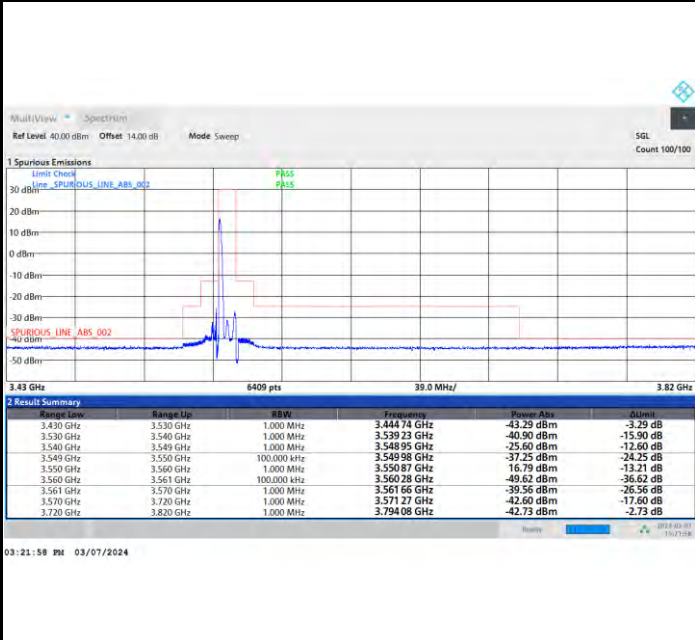 MultiView Spectrum
Ref Level 40.00 dBm Offset 14.00 dB Mode Sweep SGL
Count 100/100
1 Spurious Emissions
Limit Check PASS
Line _SPURIOUS_LINE_ABS_002 PASS
30 dBm
20 dBm
10 dBm
0 dBm
-10 dBm
-20 dBm
-30 dBm
SPURIOUS_LINE_ABS_002
-40 dBm
-50 dBm
3.43 GHz 6409 pts 39.0 MHz/ 3.82 GHz
2 Result Summary
Range Low Range Up RBW Frequency Power Abs ΔLimit
3.430 GHz 3.530 GHz 1.000 MHz 3.444 74 GHz -43.29 dBm -3.29 dB
3.530 GHz 3.540 GHz 1.000 MHz 3.539 23 GHz -40.90 dBm -15.90 dB
3.540 GHz 3.549 GHz 1.000 MHz 3.548 95 GHz -25.60 dBm -12.60 dB
3.549 GHz 3.550 GHz 100.000 kHz 3.549 98 GHz -37.25 dBm -24.25 dB
3.550 GHz 3.560 GHz 1.000 MHz 3.550 87 GHz 16.79 dBm -13.21 dB
3.560 GHz 3.561 GHz 100.000 kHz 3.560 28 GHz -49.62 dBm -36.62 dB
3.561 GHz 3.570 GHz 1.000 MHz 3.561 66 GHz -39.56 dBm -26.56 dB
3.570 GHz 3.720 GHz 1.000 MHz 3.571 27 GHz -42.60 dBm -17.60 dB
3.720 GHz 3.820 GHz 1.000 MHz 3.794 08 GHz -42.73 dBm -2.73 dB
Ready
03:21:58 PM 03/07/2024